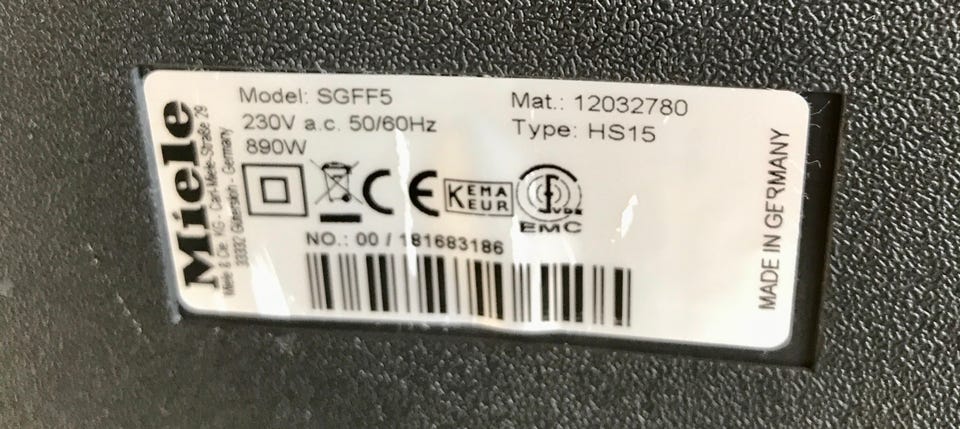 Miele
Miele & Cie. KG - Carl-Miele-Straße 29
33332 Gütersloh - Germany
Model: SGFF5
230V a.c. 50/60Hz
890W
Mat.: 12032780
Type: HS15
CE
KEMA
KEUR
VDE
EMC
NO.: 00 / 181683186
MADE IN GERMANY